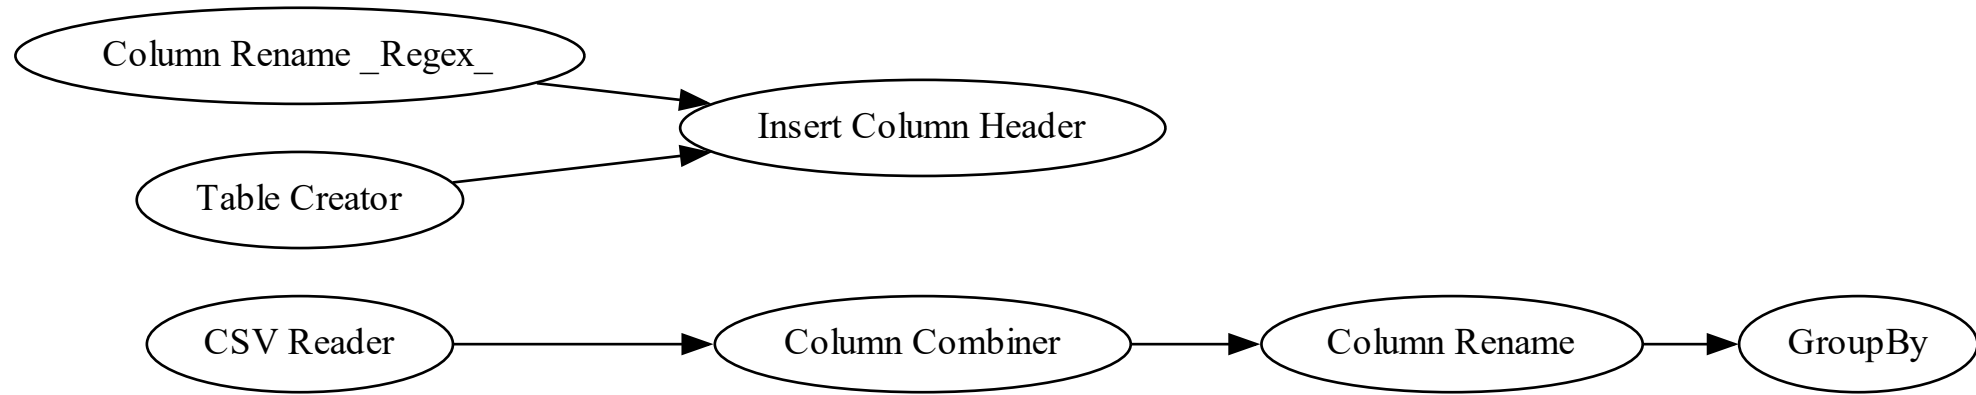 Column Rename _Regex_
Insert Column Header
Table Creator
CSV Reader
Column Combiner
Column Rename
GroupBy